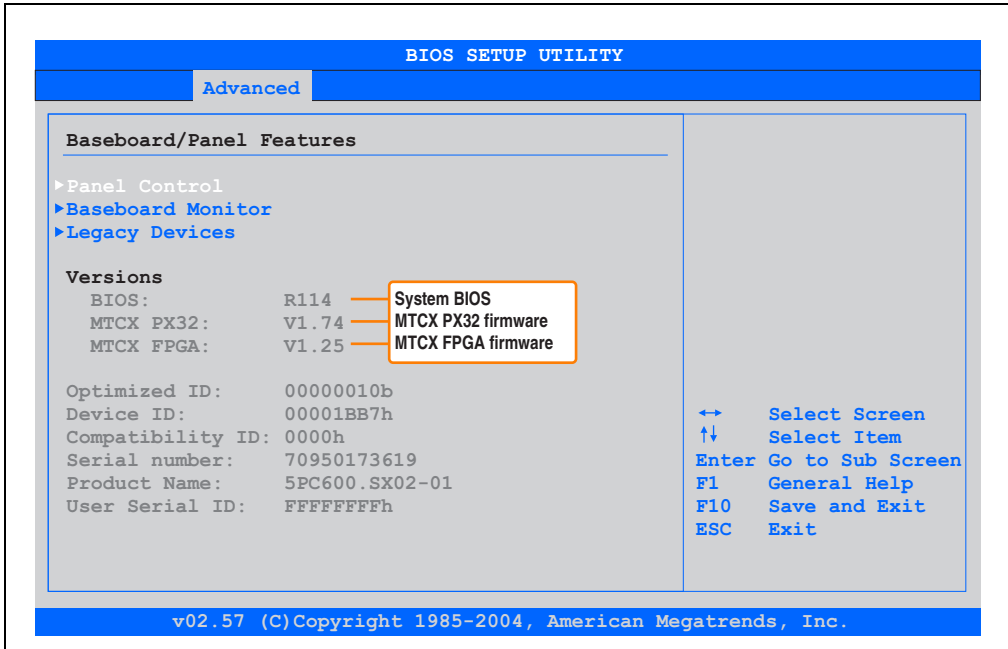 BIOS SETUP UTILITY
Advanced
Baseboard/Panel Features
Panel Control
Baseboard Monitor
Legacy Devices
Versions
BIOS: R114 System BIOS
MTCX PX32: V1.74 MTCX PX32 firmware
MTCX FPGA: V1.25 MTCX FPGA firmware
Optimized ID: 00000010b
Device ID: 00001BB7h
Compatibility ID: 0000h
Serial number: 70950173619
Product Name: 5PC600.SX02-01
User Serial ID: FFFFFFFFh
↔ Select Screen
↑↓ Select Item
Enter Go to Sub Screen
F1 General Help
F10 Save and Exit
ESC Exit
v02.57 (C)Copyright 1985-2004, American Megatrends, Inc.